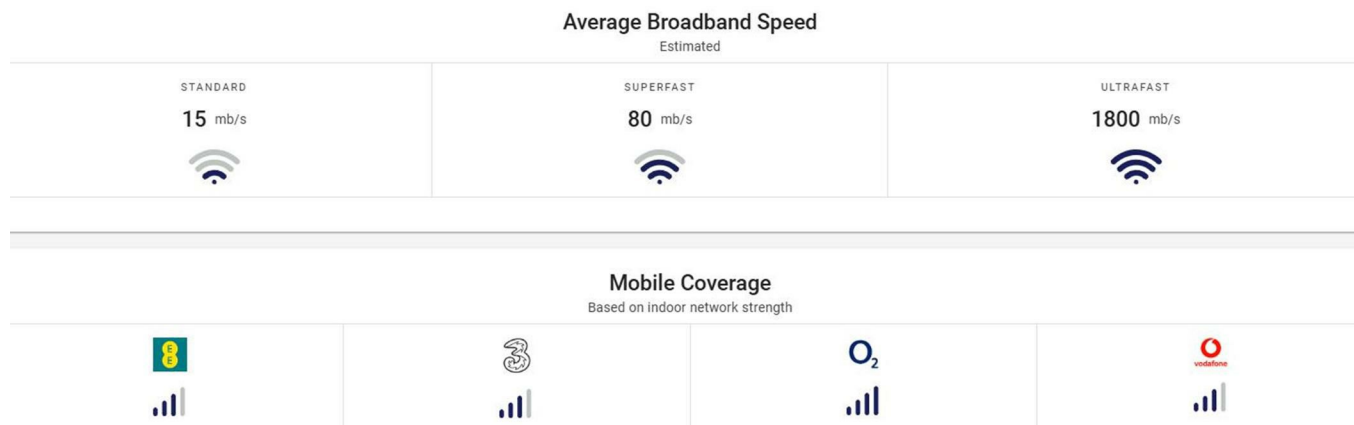 Average Broadband Speed
Estimated
STANDARD
SUPERFAST
ULTRAFAST
15 mb/s
80 mb/s
1800 mb/s
Mobile Coverage
Based on indoor network strength
E
E
3
O2
vodafone